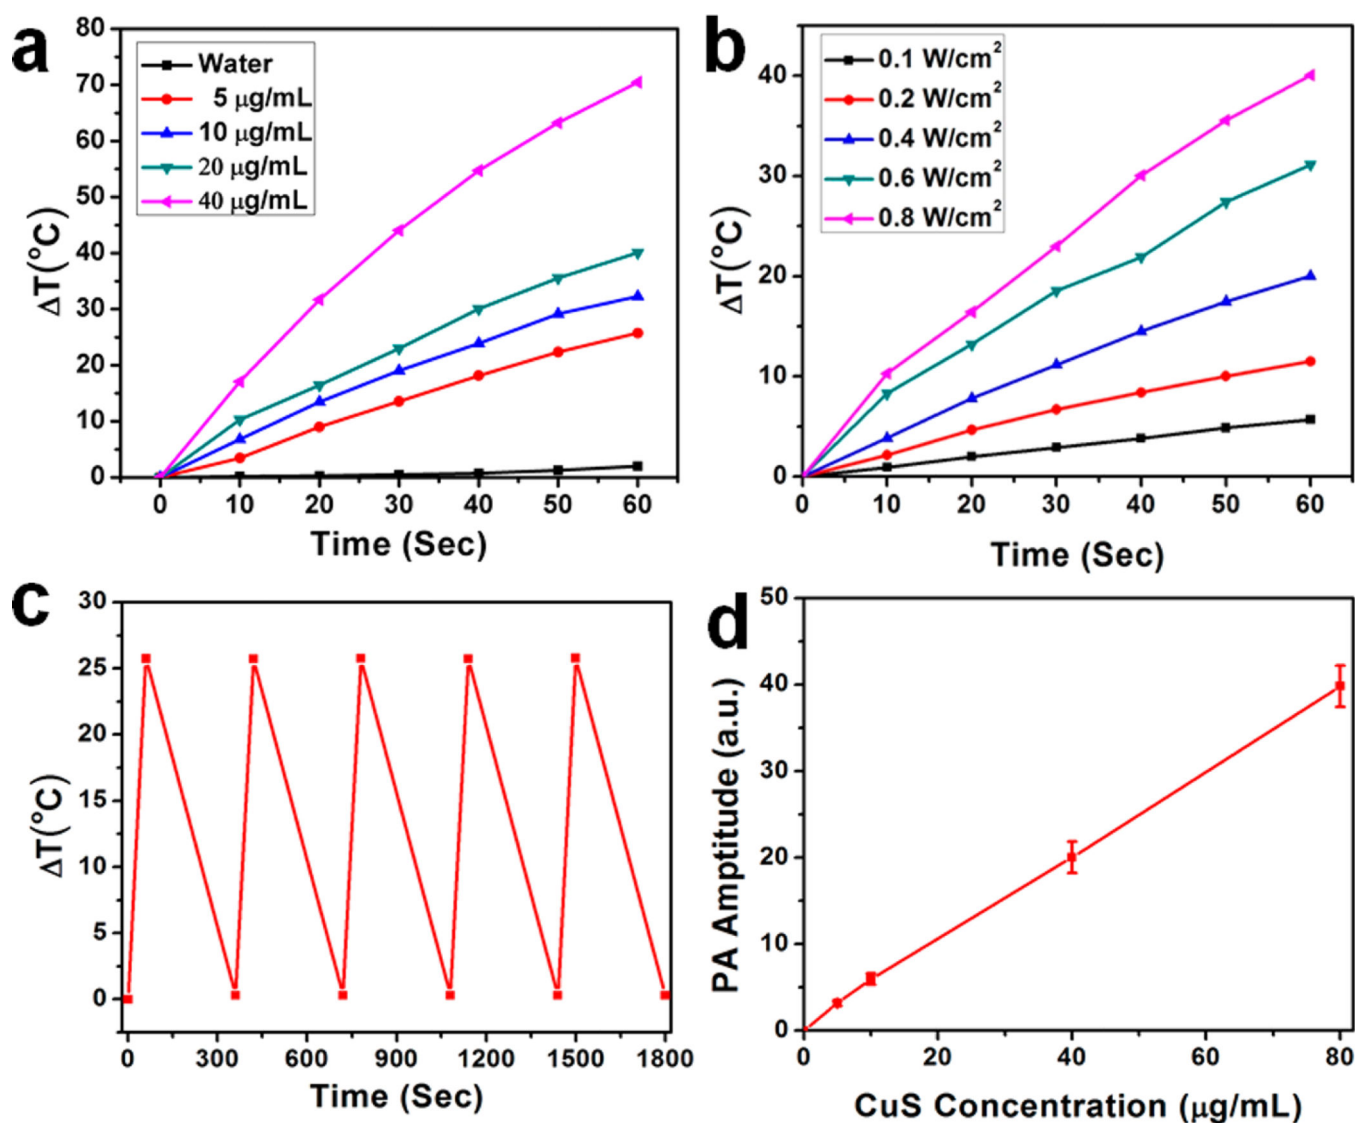 a
80
70
60
50
40
30
20
10
0
ΔT(°C)
Water
5 μg/mL
10 μg/mL
20 μg/mL
40 μg/mL
0 10 20 30 40 50 60
Time (Sec)
b
40
30
20
10
0
ΔT(°C)
0.1 W/cm²
0.2 W/cm²
0.4 W/cm²
0.6 W/cm²
0.8 W/cm²
0 10 20 30 40 50 60
Time (Sec)
c
30
25
20
15
10
5
0
ΔT(°C)
0 300 600 900 1200 1500 1800
Time (Sec)
d
50
40
30
20
10
0
PA Amptitude (a.u.)
0 20 40 60 80
CuS Concentration (μg/mL)